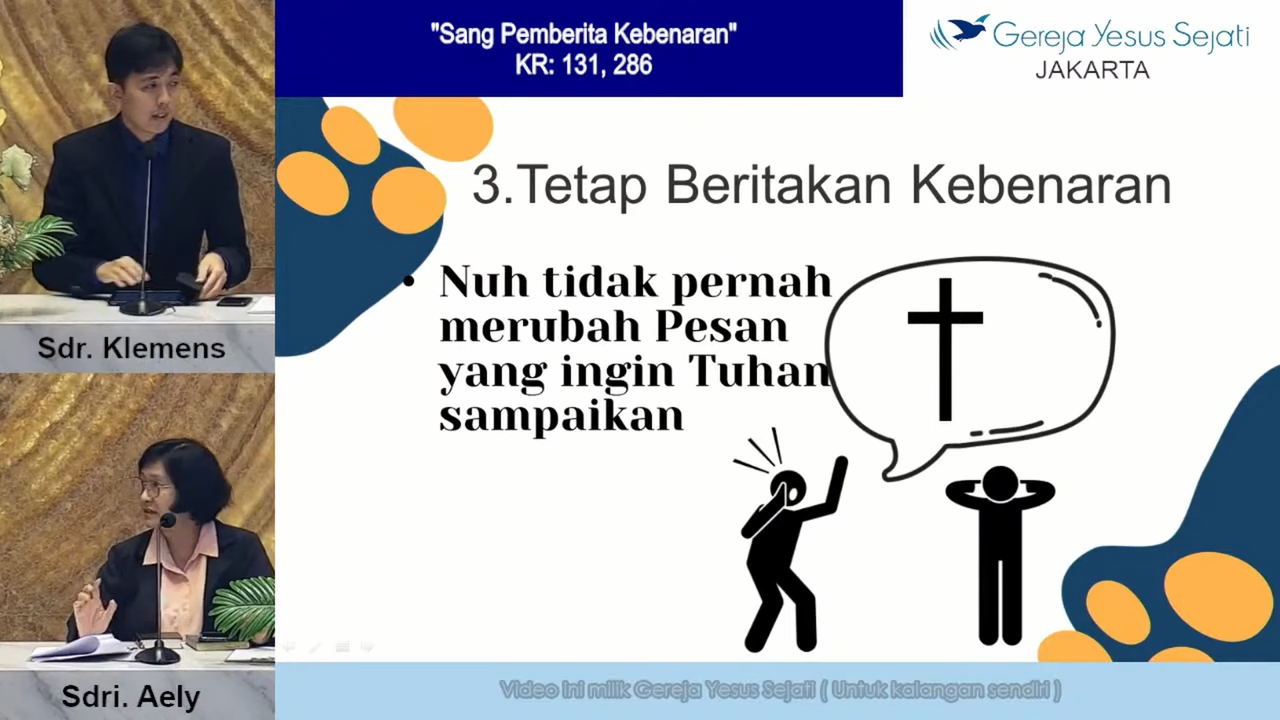 "Sang Pemberita Kebenaran"
KR: 131, 286
Gereja Yesus Sejati
JAKARTA
3.Tetap Beritakan Kebenaran
• Nuh tidak pernah
merubah Pesan
yang ingin Tuhan
sampaikan
Sdr. Klemens
Sdri. Aely
Video ini milik Gereja Yesus Sejati ( Untuk kalangan sendiri )